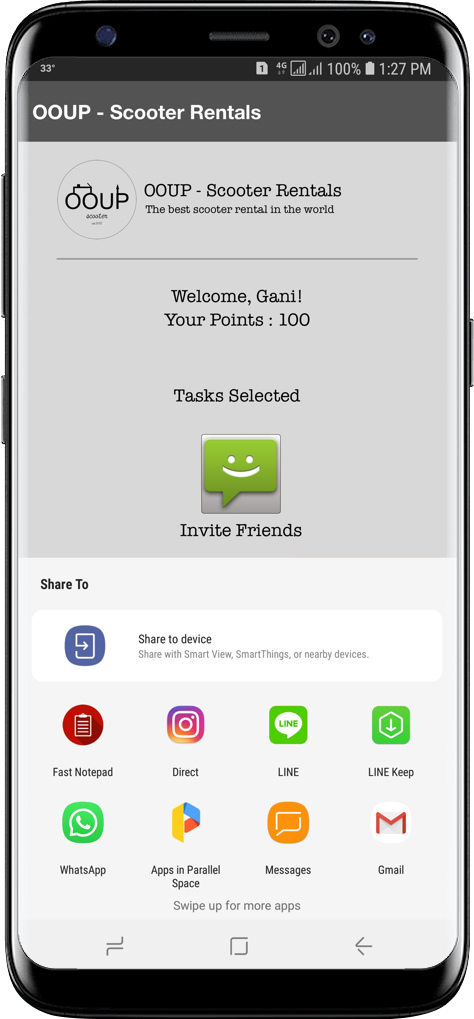 33°
1 4G 100% 1:27 PM
OOUP - Scooter Rentals
OOUP
scooter
OOUP - Scooter Rentals
The best scooter rental in the world
Welcome, Gani!
Your Points : 100
Tasks Selected
Invite Friends
Share To
Share to device
Share with Smart View, SmartThings, or nearby devices.
Fast Notepad
Direct
LINE
LINE
LINE Keep
WhatsApp
Apps in Parallel
Space
Messages
Gmail
Swipe up for more apps